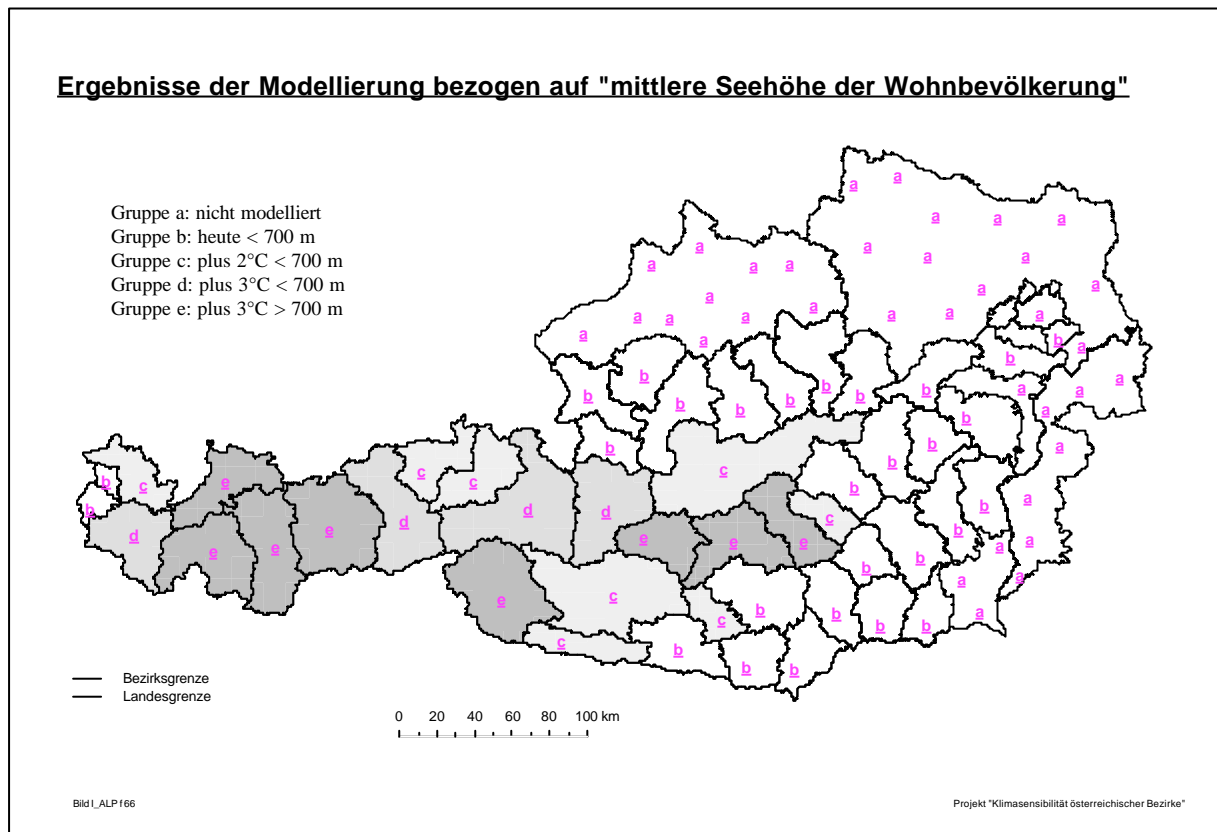 Ergebnisse der Modellierung bezogen auf "mittlere Seehöhe der Wohnbevölkerung"
Gruppe a: nicht modelliert
Gruppe b: heute < 700 m
Gruppe c: plus 2°C < 700 m
Gruppe d: plus 3°C < 700 m
Gruppe e: plus 3°C > 700 m
a a
a a a
a a a a
a a a a
a a a a a a
a a a a a a
b b b a
b b b b b b b a a
b b b a
c c c b b a
b c e b b
b d e e e d d d c b a
e e e e b a a
e c b b a a
c c b b b b a
b b b
Bezirksgrenze
Landesgrenze
0 20 40 60 80 100 km
Bild I_ALP f 66
Projekt "Klimasensibilität österreichischer Bezirke"